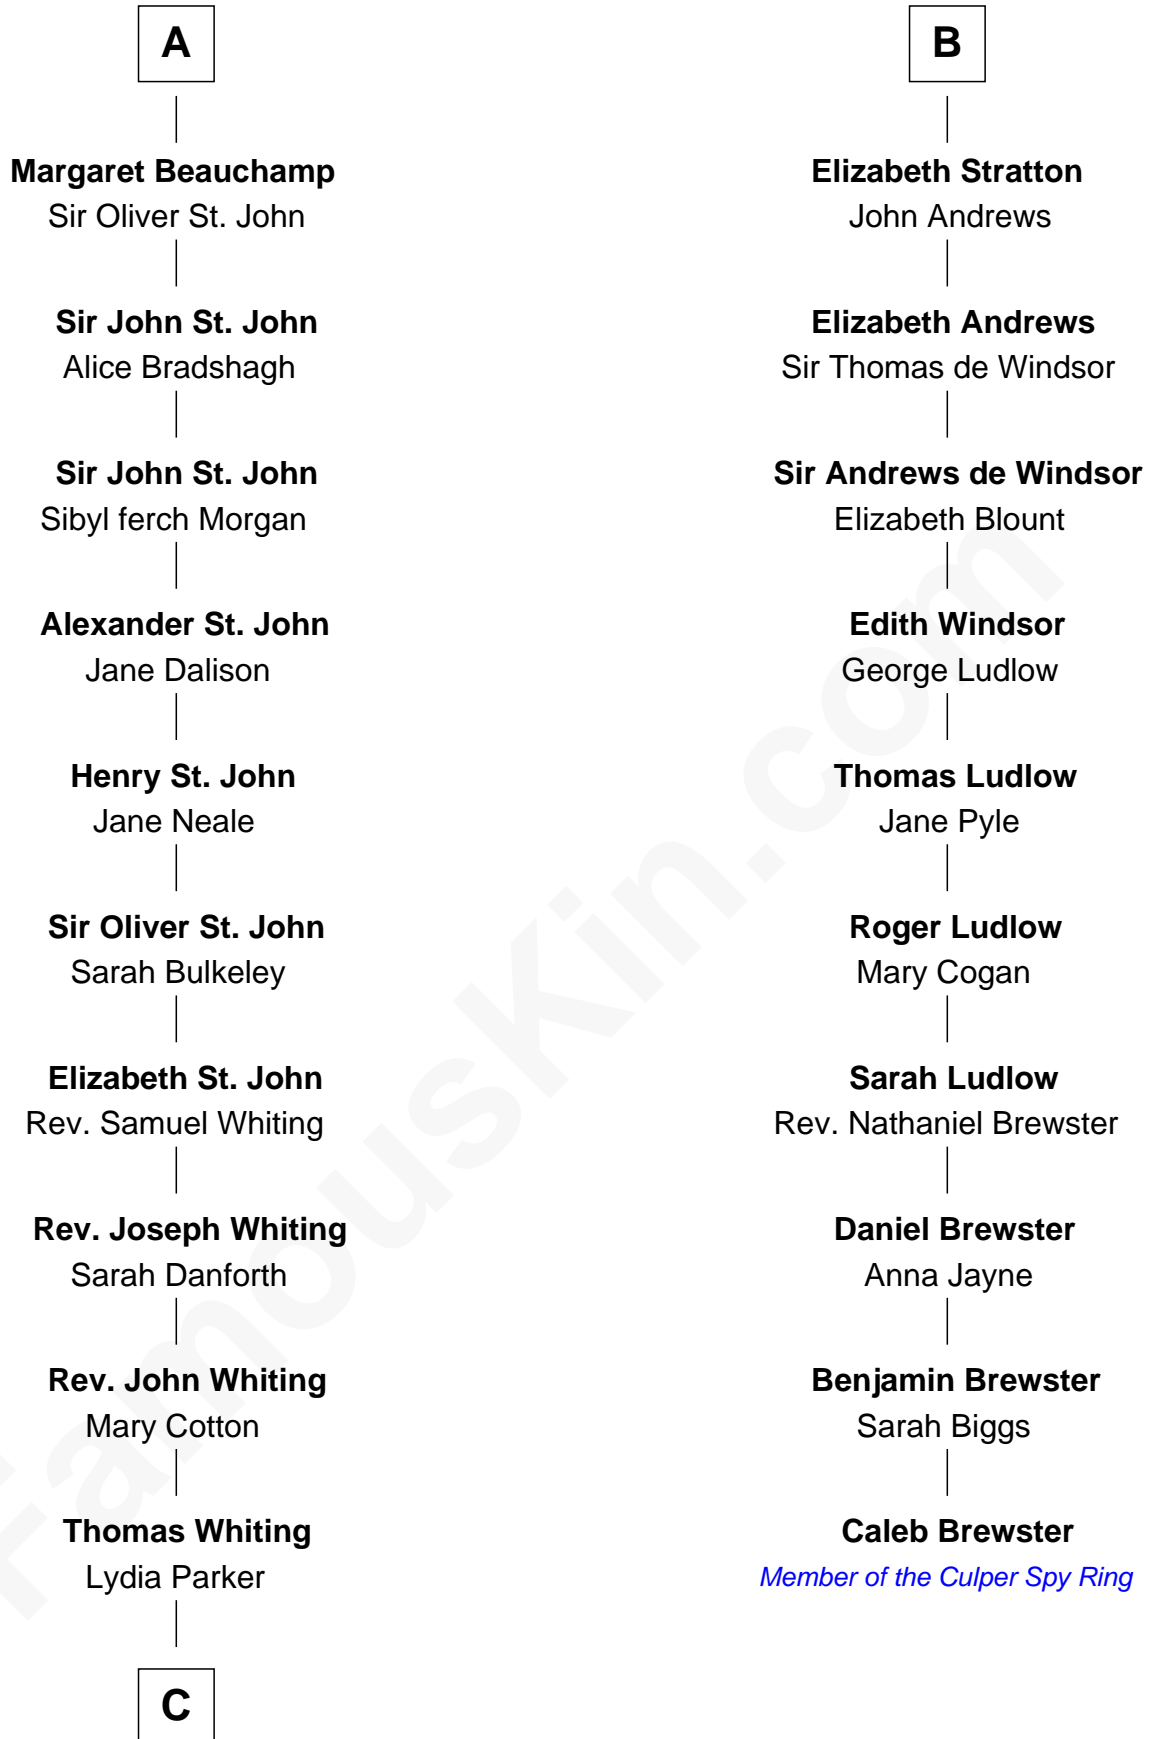 A
Margaret Beauchamp
Sir Oliver St. John
Sir John St. John
Alice Bradshagh
Sir John St. John
Sibyl ferch Morgan
Alexander St. John
Jane Dalison
Henry St. John
Jane Neale
Sir Oliver St. John
Sarah Bulkeley
Elizabeth St. John
Rev. Samuel Whiting
Rev. Joseph Whiting
Sarah Danforth
Rev. John Whiting
Mary Cotton
Thomas Whiting
Lydia Parker
C
B
Elizabeth Stratton
John Andrews
Elizabeth Andrews
Sir Thomas de Windsor
Sir Andrews de Windsor
Elizabeth Blount
Edith Windsor
George Ludlow
Thomas Ludlow
Jane Pyle
Roger Ludlow
Mary Cogan
Sarah Ludlow
Rev. Nathaniel Brewster
Daniel Brewster
Anna Jayne
Benjamin Brewster
Sarah Biggs
Caleb Brewster
Member of the Culper Spy Ring
FamousKin.com